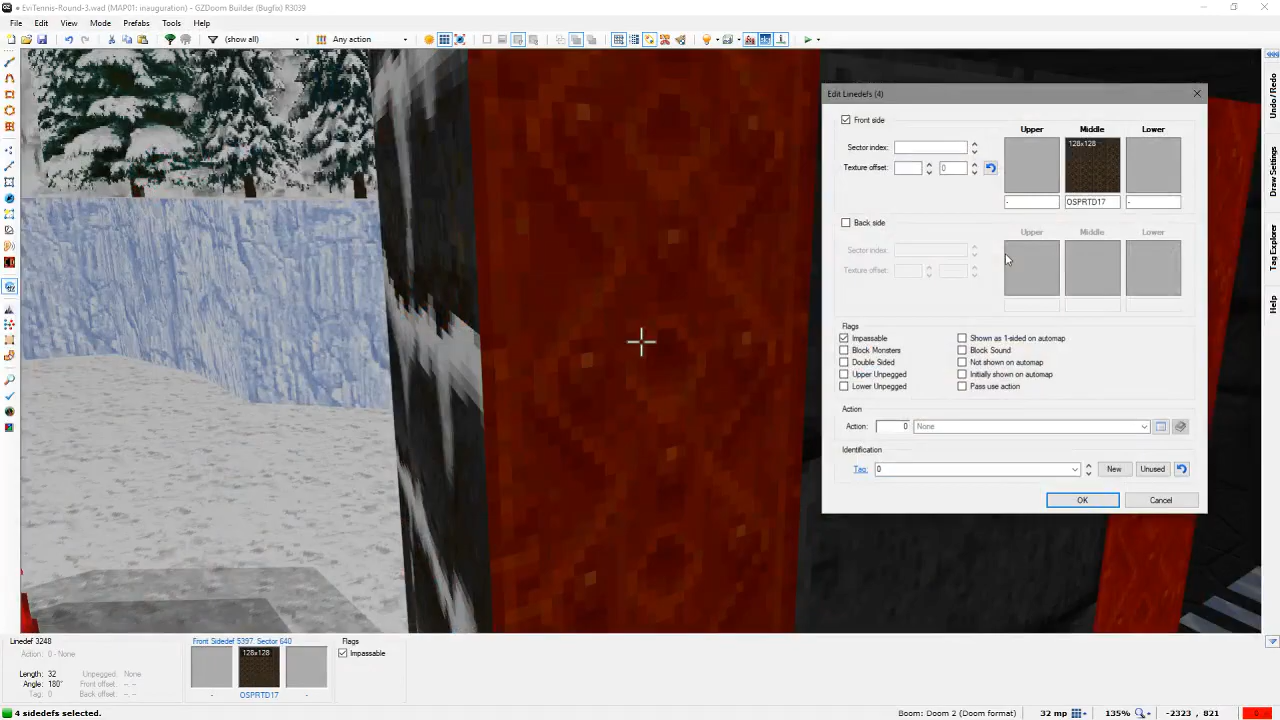 EviTennis-Round-3.wad (MAP01: inauguration) - GZDoom Builder (Bugfix) R3039
File Edit View Mode Prefabs Tools Help
(show all) Any action
Edit Linedefs (4)
Front side
Upper Middle Lower
Sector index:
128x128
Texture offset: 0
- OSPRTD17 -
Back side
Upper Middle Lower
Sector index:
Texture offset:
Flags
Impassable Shown as 1-sided on automap
Block Monsters Block Sound
Double Sided Not shown on automap
Upper Unpegged Initially shown on automap
Lower Unpegged Pass use action
Action
Action: 0 None
Identification
Tag: 0 New Unused
OK Cancel
Undo/Redo
Draw Settings
Tag Explorer
Help
Linedef 3248 Front Sidedef 5397. Sector 640 Flags
Action: 0 - None 128x128 Impassable
Length: 32 Unpegged: None
Angle: 180° Front offset: --, --
Tag: 0 Back offset: --, --
- OSPRTD17 -
4 sidedefs selected. Boom: Doom 2 (Doom format) 32 mp 135% -2323 , 821